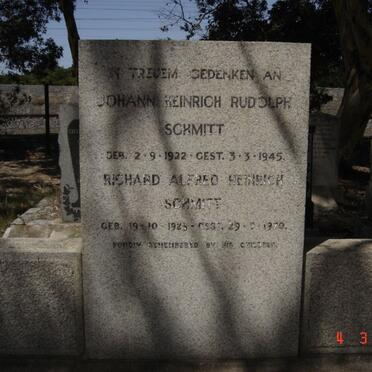 IN TREUEM GEDENKEN AN
JOHANN HEINRICH RUDOLPH
SCHMITT
GEB. 2-9-1922 - GEST. 3-3-1945.
RICHARD ALFRED HEINRICH
SCHMITT
GEB. 19-10-1925 - GEST. 29
FONDLY REMEMBERED BY HIS CHILDREN.
4 3